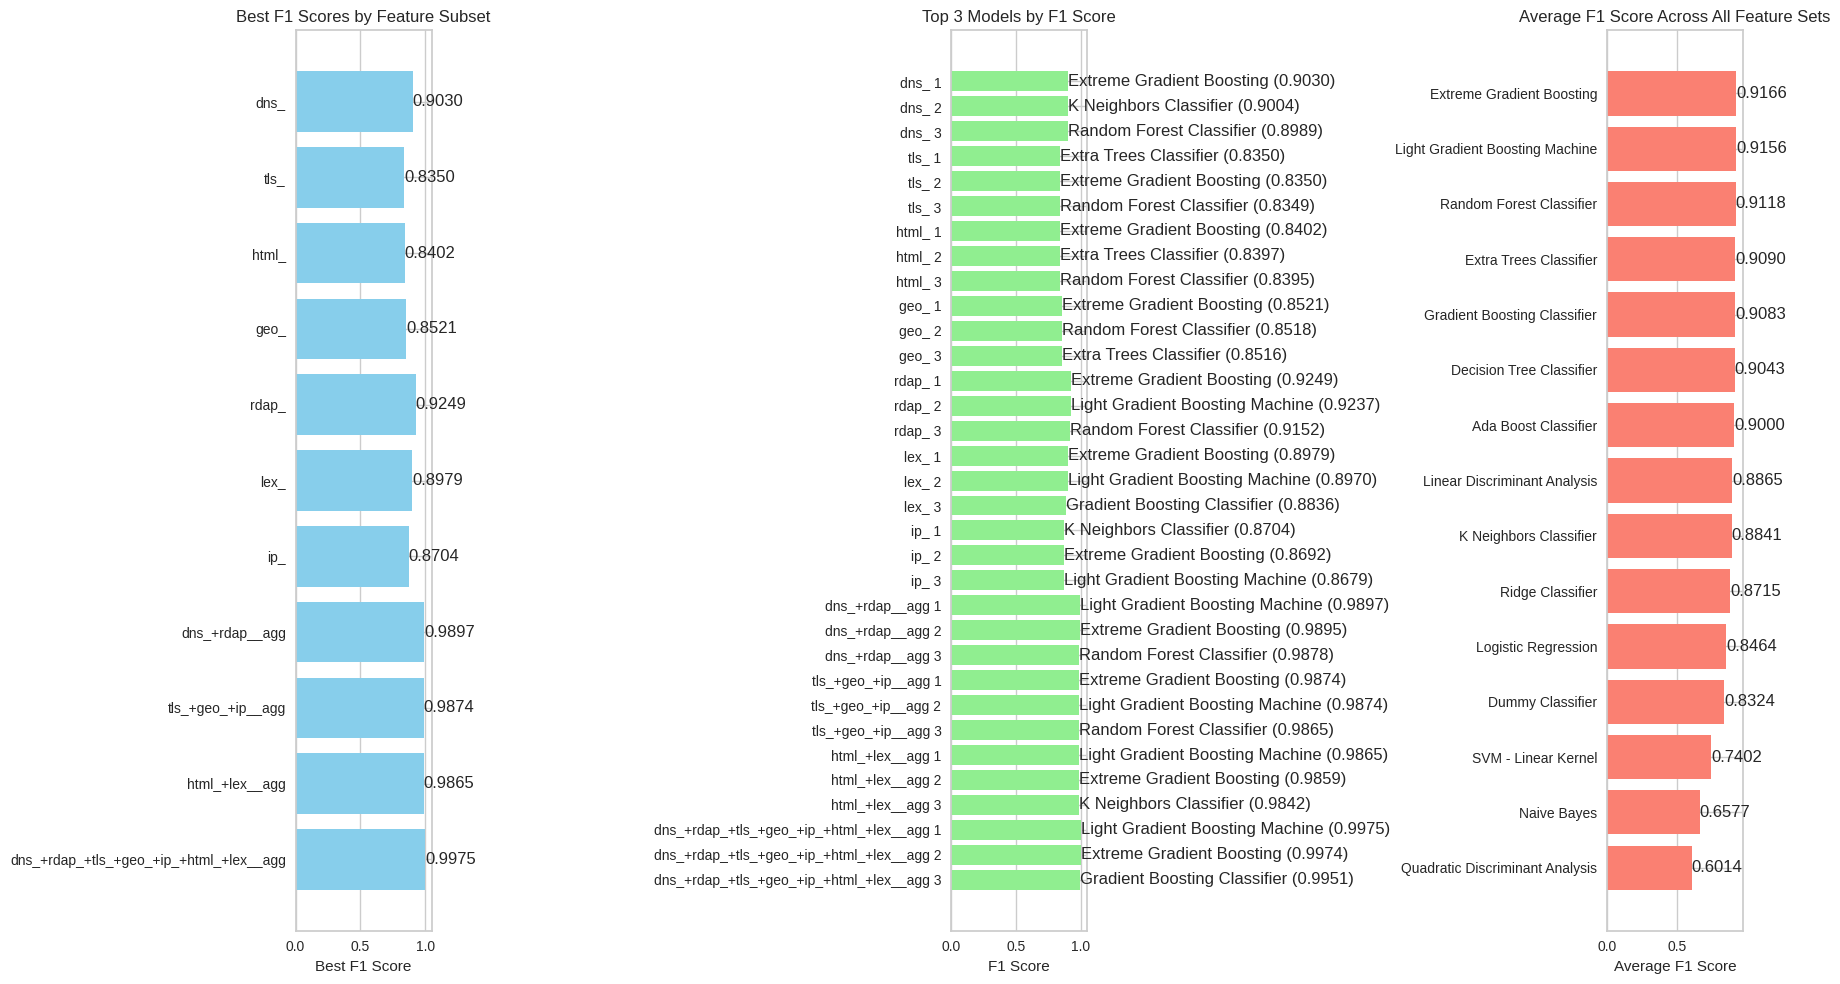 Best F1 Scores by Feature Subset
dns_ 0.9030
tls_ 0.8350
html_ 0.8402
geo_ 0.8521
rdap_ 0.9249
lex_ 0.8979
ip_ 0.8704
dns_+rdap__agg 0.9897
tls_+geo_+ip__agg 0.9874
html_+lex__agg 0.9865
dns_+rdap_+tls_+geo_+ip_+html_+lex__agg 0.9975
0.0 0.5 1.0
Best F1 Score
Top 3 Models by F1 Score
dns_ 1 Extreme Gradient Boosting (0.9030)
dns_ 2 K Neighbors Classifier (0.9004)
dns_ 3 Random Forest Classifier (0.8989)
tls_ 1 Extra Trees Classifier (0.8350)
tls_ 2 Extreme Gradient Boosting (0.8350)
tls_ 3 Random Forest Classifier (0.8349)
html_ 1 Extreme Gradient Boosting (0.8402)
html_ 2 Extra Trees Classifier (0.8397)
html_ 3 Random Forest Classifier (0.8395)
geo_ 1 Extreme Gradient Boosting (0.8521)
geo_ 2 Random Forest Classifier (0.8518)
geo_ 3 Extra Trees Classifier (0.8516)
rdap_ 1 Extreme Gradient Boosting (0.9249)
rdap_ 2 Light Gradient Boosting Machine (0.9237)
rdap_ 3 Random Forest Classifier (0.9152)
lex_ 1 Extreme Gradient Boosting (0.8979)
lex_ 2 Light Gradient Boosting Machine (0.8970)
lex_ 3 Gradient Boosting Classifier (0.8836)
ip_ 1 K Neighbors Classifier (0.8704)
ip_ 2 Extreme Gradient Boosting (0.8692)
ip_ 3 Light Gradient Boosting Machine (0.8679)
dns_+rdap__agg 1 Light Gradient Boosting Machine (0.9897)
dns_+rdap__agg 2 Extreme Gradient Boosting (0.9895)
dns_+rdap__agg 3 Random Forest Classifier (0.9878)
tls_+geo_+ip__agg 1 Extreme Gradient Boosting (0.9874)
tls_+geo_+ip__agg 2 Light Gradient Boosting Machine (0.9874)
tls_+geo_+ip__agg 3 Random Forest Classifier (0.9865)
html_+lex__agg 1 Light Gradient Boosting Machine (0.9865)
html_+lex__agg 2 Extreme Gradient Boosting (0.9859)
html_+lex__agg 3 K Neighbors Classifier (0.9842)
dns_+rdap_+tls_+geo_+ip_+html_+lex__agg 1 Light Gradient Boosting Machine (0.9975)
dns_+rdap_+tls_+geo_+ip_+html_+lex__agg 2 Extreme Gradient Boosting (0.9974)
dns_+rdap_+tls_+geo_+ip_+html_+lex__agg 3 Gradient Boosting Classifier (0.9951)
0.0 0.5 1.0
F1 Score
Average F1 Score Across All Feature Sets
Extreme Gradient Boosting 0.9166
Light Gradient Boosting Machine 0.9156
Random Forest Classifier 0.9118
Extra Trees Classifier 0.9090
Gradient Boosting Classifier 0.9083
Decision Tree Classifier 0.9043
Ada Boost Classifier 0.9000
Linear Discriminant Analysis 0.8865
K Neighbors Classifier 0.8841
Ridge Classifier 0.8715
Logistic Regression 0.8464
Dummy Classifier 0.8324
SVM - Linear Kernel 0.7402
Naive Bayes 0.6577
Quadratic Discriminant Analysis 0.6014
0.0 0.5
Average F1 Score